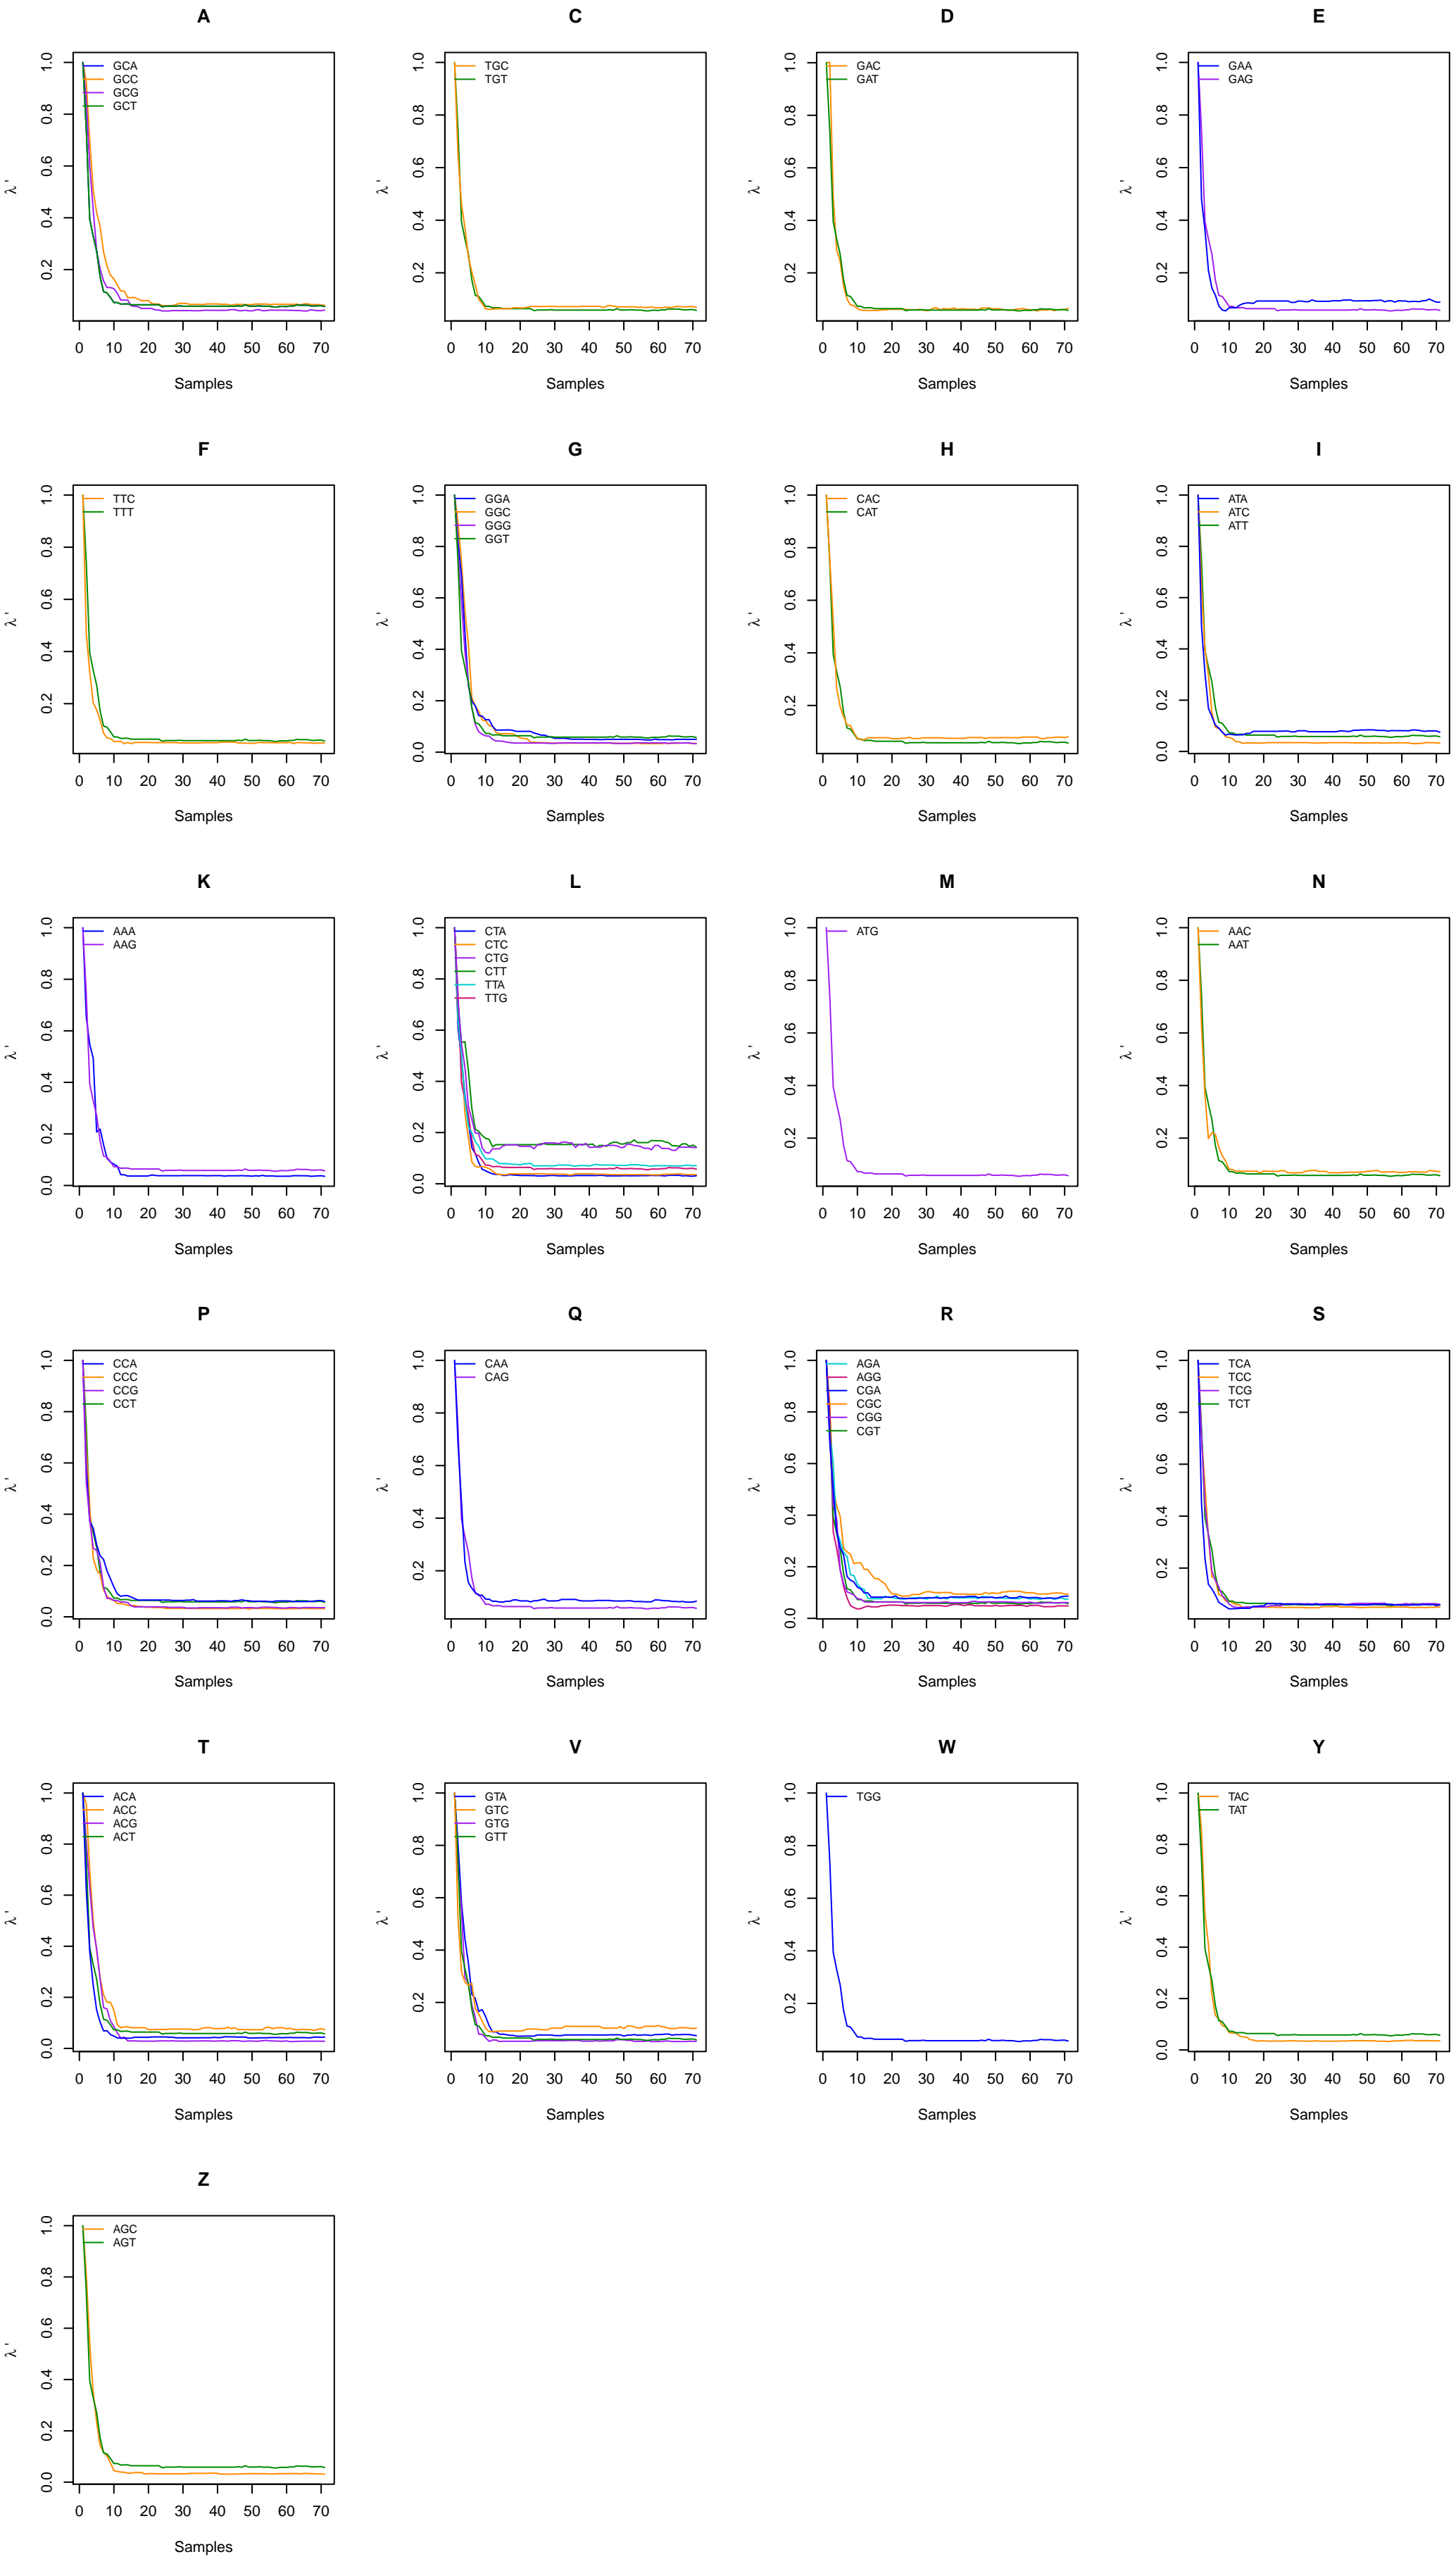 A
1.0
0.8
0.6
0.4
0.2
λ '
GCA
GCC
GCG
GCT
0 10 20 30 40 50 60 70
Samples
C
1.0
0.8
0.6
0.4
0.2
λ '
TGC
TGT
0 10 20 30 40 50 60 70
Samples
D
1.0
0.8
0.6
0.4
0.2
λ '
GAC
GAT
0 10 20 30 40 50 60 70
Samples
E
1.0
0.8
0.6
0.4
0.2
λ '
GAA
GAG
0 10 20 30 40 50 60 70
Samples
F
1.0
0.8
0.6
0.4
0.2
λ '
TTC
TTT
0 10 20 30 40 50 60 70
Samples
G
1.0
0.8
0.6
0.4
0.2
0.0
λ '
GGA
GGC
GGG
GGT
0 10 20 30 40 50 60 70
Samples
H
1.0
0.8
0.6
0.4
0.2
λ '
CAC
CAT
0 10 20 30 40 50 60 70
Samples
I
1.0
0.8
0.6
0.4
0.2
0.0
λ '
ATA
ATC
ATT
0 10 20 30 40 50 60 70
Samples
K
1.0
0.8
0.6
0.4
0.2
0.0
λ '
AAA
AAG
0 10 20 30 40 50 60 70
Samples
L
1.0
0.8
0.6
0.4
0.2
0.0
λ '
CTA
CTC
CTG
CTT
TTA
TTG
0 10 20 30 40 50 60 70
Samples
M
1.0
0.8
0.6
0.4
0.2
λ '
ATG
0 10 20 30 40 50 60 70
Samples
N
1.0
0.8
0.6
0.4
0.2
λ '
AAC
AAT
0 10 20 30 40 50 60 70
Samples
P
1.0
0.8
0.6
0.4
0.2
0.0
λ '
CCA
CCC
CCG
CCT
0 10 20 30 40 50 60 70
Samples
Q
1.0
0.8
0.6
0.4
0.2
λ '
CAA
CAG
0 10 20 30 40 50 60 70
Samples
R
1.0
0.8
0.6
0.4
0.2
0.0
λ '
AGA
AGG
CGA
CGC
CGG
CGT
0 10 20 30 40 50 60 70
Samples
S
1.0
0.8
0.6
0.4
0.2
λ '
TCA
TCC
TCG
TCT
0 10 20 30 40 50 60 70
Samples
T
1.0
0.8
0.6
0.4
0.2
0.0
λ '
ACA
ACC
ACG
ACT
0 10 20 30 40 50 60 70
Samples
V
1.0
0.8
0.6
0.4
0.2
λ '
GTA
GTC
GTG
GTT
0 10 20 30 40 50 60 70
Samples
W
1.0
0.8
0.6
0.4
0.2
λ '
TGG
0 10 20 30 40 50 60 70
Samples
Y
1.0
0.8
0.6
0.4
0.2
0.0
λ '
TAC
TAT
0 10 20 30 40 50 60 70
Samples
Z
1.0
0.8
0.6
0.4
0.2
0.0
λ '
AGC
AGT
0 10 20 30 40 50 60 70
Samples